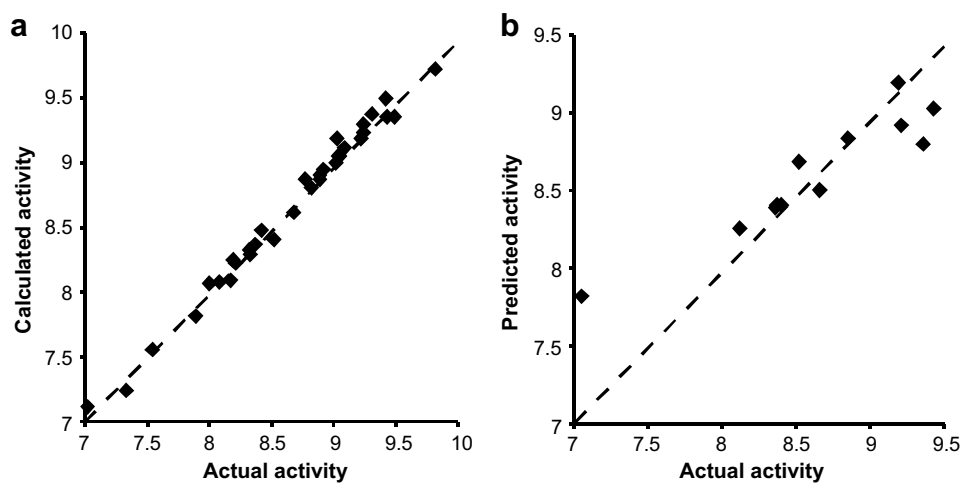 a
10
9.5
9
8.5
8
7.5
7
Calculated activity
7 7.5 8 8.5 9 9.5 10
Actual activity
b
9.5
9
8.5
8
7.5
7
Predicted activity
7 7.5 8 8.5 9 9.5
Actual activity